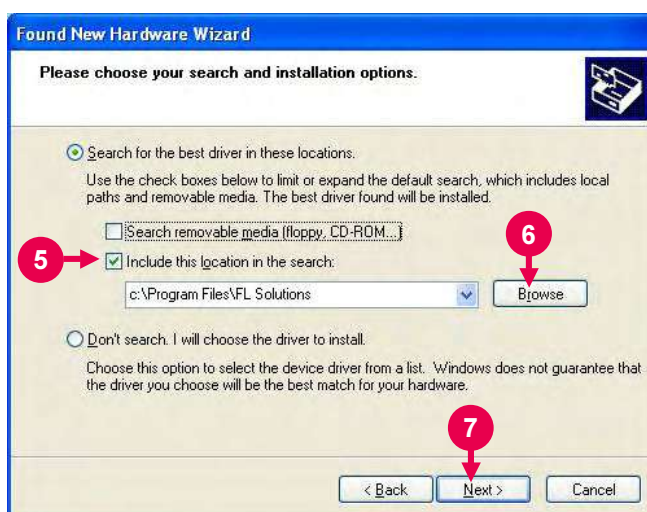 Found New Hardware Wizard
Please choose your search and installation options.
Search for the best driver in these locations.
Use the check boxes below to limit or expand the default search, which includes local
paths and removable media. The best driver found will be installed.
Search removable media (floppy, CD-ROM...)
5
Include this location in the search:
6
c:\Program Files\FL Solutions
Browse
Don't search. I will choose the driver to install.
Choose this option to select the device driver from a list. Windows does not guarantee that
the driver you choose will be the best match for your hardware.
7
< Back
Next >
Cancel